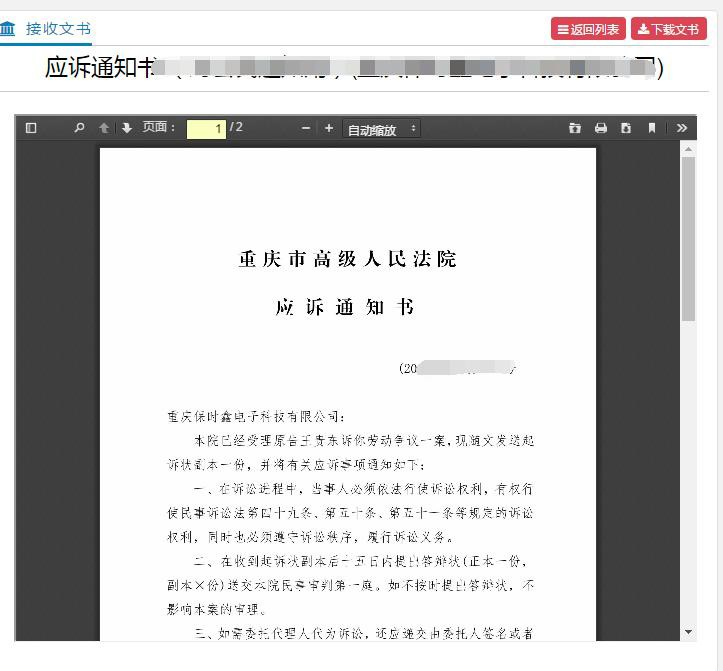 接收文书
返回列表
下载文书
应诉通知书
页面：
1 / 2
自动缩放
重庆市高级人民法院
应诉通知书
(20
重庆保时鑫电子科技有限公司：
本院已经受理原告王贵东诉你劳动争议一案，现随文发送起
诉状副本一份，并将有关应诉事项通知如下：
一、在诉讼进程中，当事人必须依法行使诉讼权利，有权行
使民事诉讼法第四十九条、第五十条、第五十一条等规定的诉讼
权利，同时也必须遵守诉讼秩序，履行诉讼义务。
二、在收到起诉状副本后十五日内提出答辩状(正本一份，
副本×份)送交本院民事审判第一庭。如不按时提出答辩状，不
影响本案的审理。
三、如需委托代理人代为诉讼，还应递交由委托人签名或者